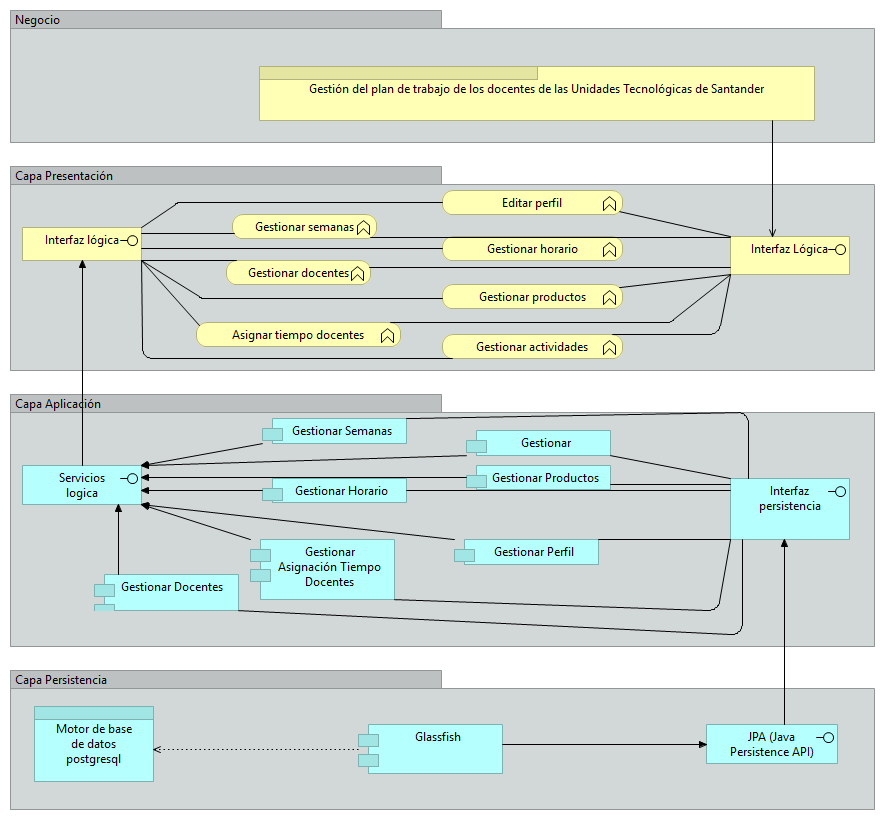 Negocio
Gestión del plan de trabajo de los docentes de las Unidades Tecnológicas de Santander
Capa Presentación
Editar perfil
Gestionar semanas
Interfaz lógica
Gestionar horario
Interfaz Lógica
Gestionar docentes
Gestionar productos
Asignar tiempo docentes
Gestionar actividades
Capa Aplicación
Gestionar Semanas
Gestionar
Servicios
logica
Gestionar Productos
Gestionar Horario
Interfaz
persistencia
Gestionar
Asignación Tiempo
Docentes
Gestionar Perfil
Gestionar Docentes
Capa Persistencia
Motor de base
de datos
postgresql
Glassfish
JPA (Java
Persistence API)